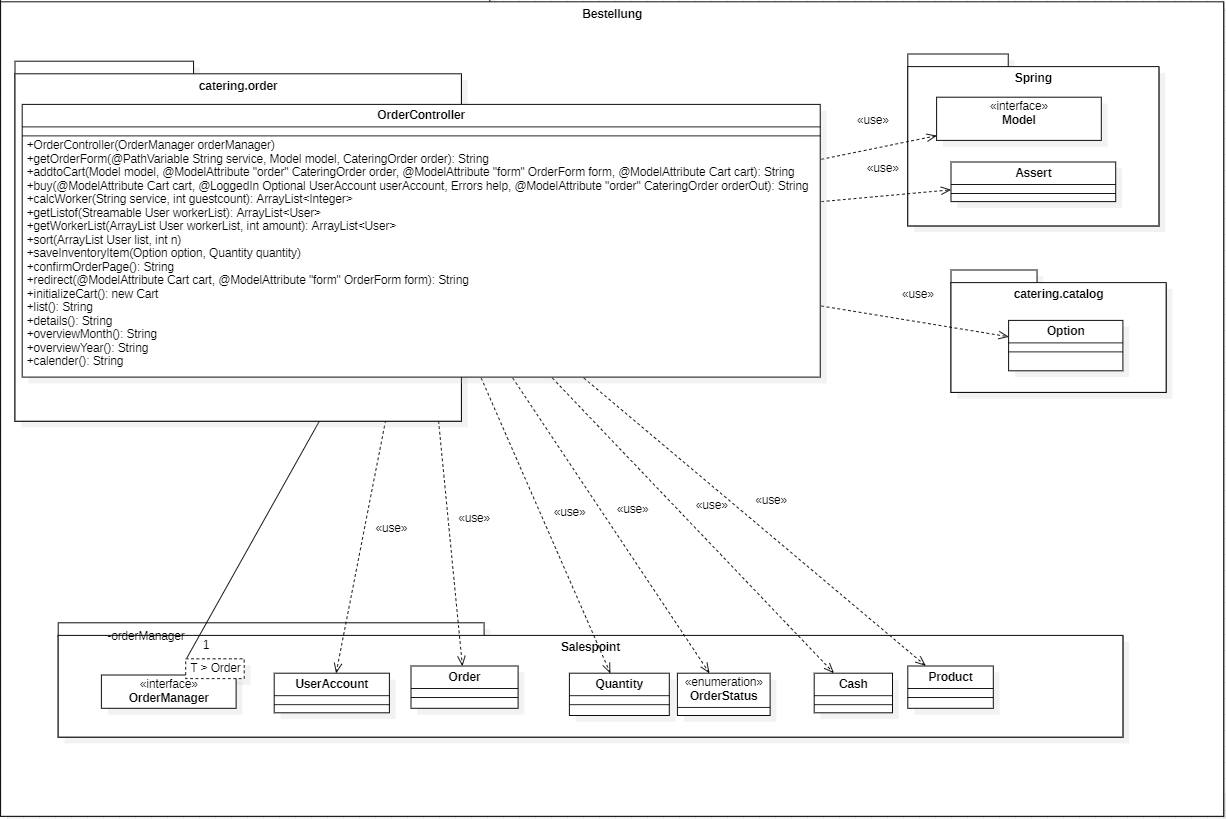 Bestellung
catering.order
OrderController
+OrderController(OrderManager orderManager)
+getOrderForm(@PathVariable String service, Model model, CateringOrder order): String
+addtoCart(Model model, @ModelAttribute "order" CateringOrder order, @ModelAttribute "form" OrderForm form, @ModelAttribute Cart cart): String
+buy(@ModelAttribute Cart cart, @LoggedIn Optional UserAccount userAccount, Errors help, @ModelAttribute "order" CateringOrder orderOut): String
+calcWorker(String service, int guestcount): ArrayList<Integer>
+getListof(Streamable User workerList): ArrayList<User>
+getWorkerList(ArrayList User workerList, int amount): ArrayList<User>
+sort(ArrayList User list, int n)
+saveInventoryItem(Option option, Quantity quantity)
+confirmOrderPage(): String
+redirect(@ModelAttribute Cart cart, @ModelAttribute "form" OrderForm form): String
+initializeCart(): new Cart
+list(): String
+details(): String
+overviewMonth(): String
+overviewYear(): String
+calender(): String
«use»
«use»
«use»
Spring
«interface»
Model
Assert
catering.catalog
Option
«use»
«use»
«use»
«use»
«use»
«use»
-orderManager
1
Salespoint
T > Order
«interface»
OrderManager
UserAccount
Order
Quantity
«enumeration»
OrderStatus
Cash
Product